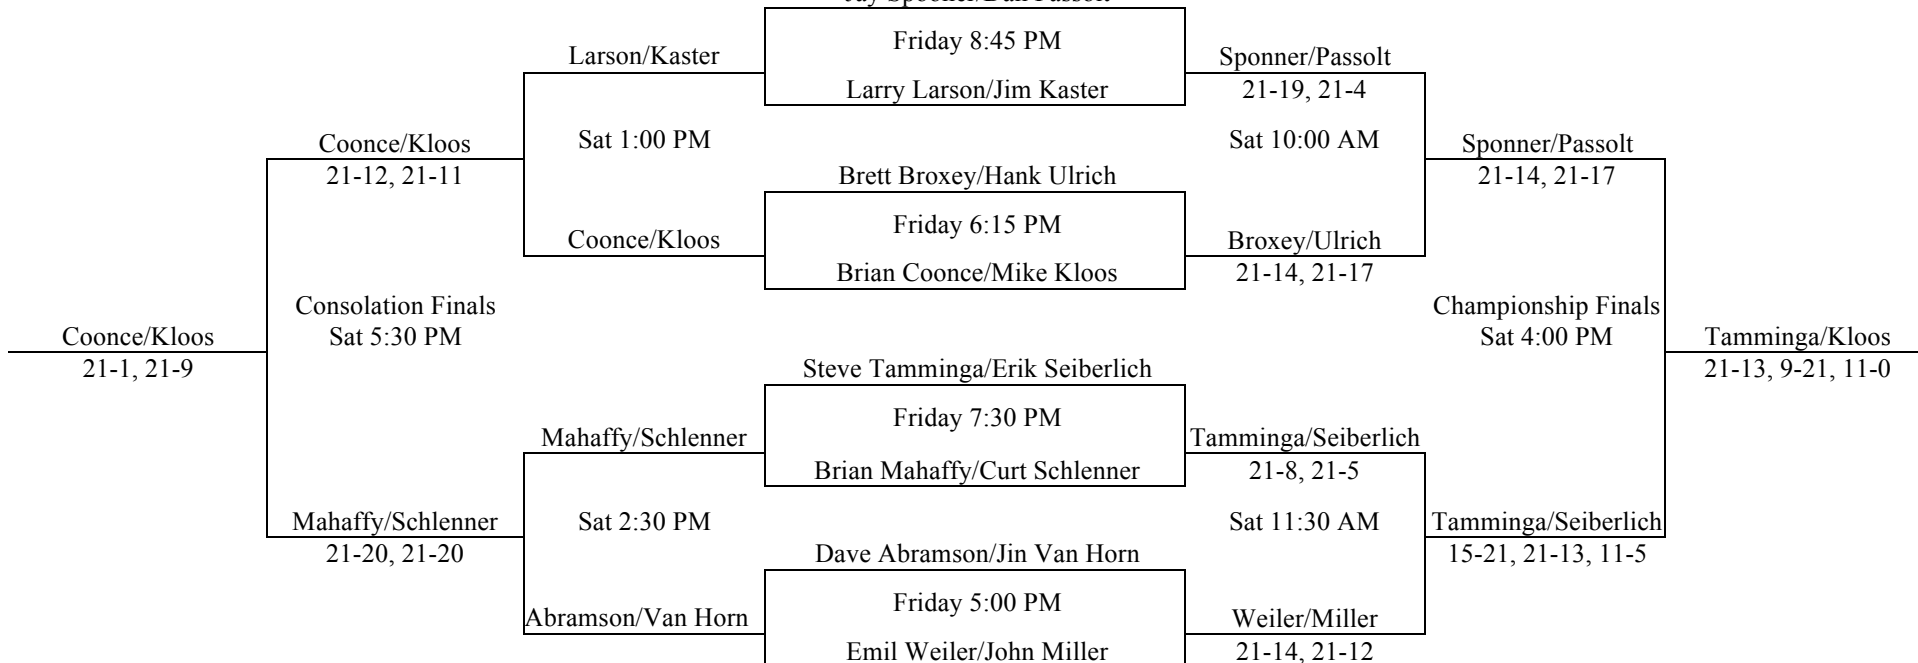 Friday 8:45 PM
Larson/Kaster
Sponner/Passolt
Larry Larson/Jim Kaster
21-19, 21-4
Coonce/Kloos
Sat 1:00 PM
Sat 10:00 AM
Sponner/Passolt
21-12, 21-11
Brett Broxey/Hank Ulrich
21-14, 21-17
Friday 6:15 PM
Coonce/Kloos
Broxey/Ulrich
Brian Coonce/Mike Kloos
21-14, 21-17
Consolation Finals
Sat 5:30 PM
Championship Finals
Sat 4:00 PM
Coonce/Kloos
21-1, 21-9
Tamminga/Kloos
21-13, 9-21, 11-0
Steve Tamminga/Erik Seiberlich
Friday 7:30 PM
Mahaffy/Schlenner
Tamminga/Seiberlich
Brian Mahaffy/Curt Schlenner
21-8, 21-5
Mahaffy/Schlenner
Sat 2:30 PM
Sat 11:30 AM
Tamminga/Seiberlich
21-20, 21-20
Dave Abramson/Jin Van Horn
15-21, 21-13, 11-5
Friday 5:00 PM
Abramson/Van Horn
Weiler/Miller
Emil Weiler/John Miller
21-14, 21-12